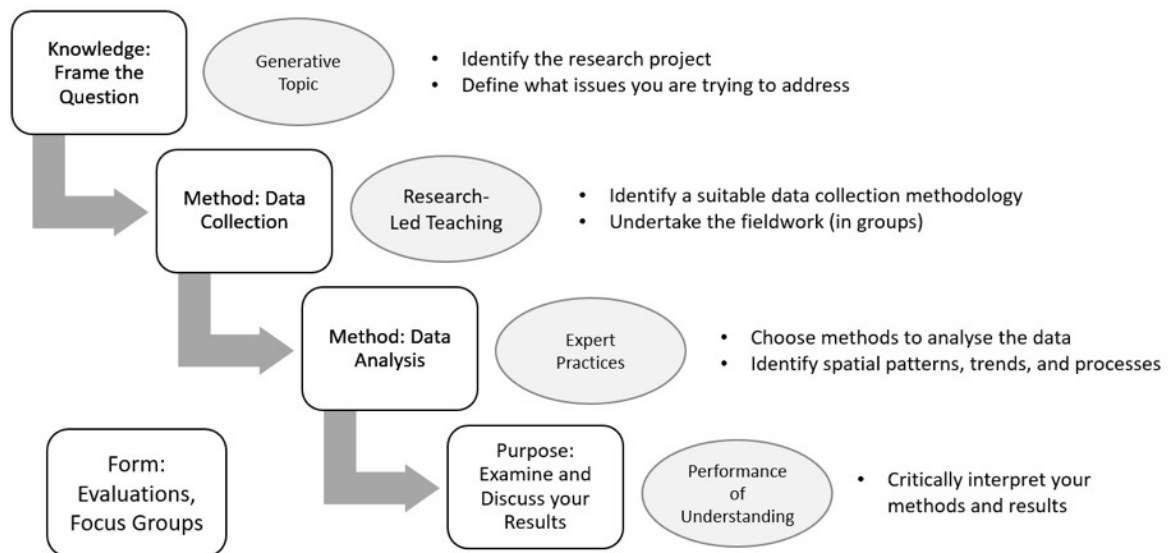 Knowledge:
Frame the
Question
Generative
Topic
• Identify the research project
• Define what issues you are trying to address
Method: Data
Collection
Research-
Led Teaching
• Identify a suitable data collection methodology
• Undertake the fieldwork (in groups)
Method: Data
Analysis
Expert
Practices
• Choose methods to analyse the data
• Identify spatial patterns, trends, and processes
Form:
Evaluations,
Focus Groups
Purpose:
Examine and
Discuss your
Results
Performance
of
Understanding
• Critically interpret your
methods and results